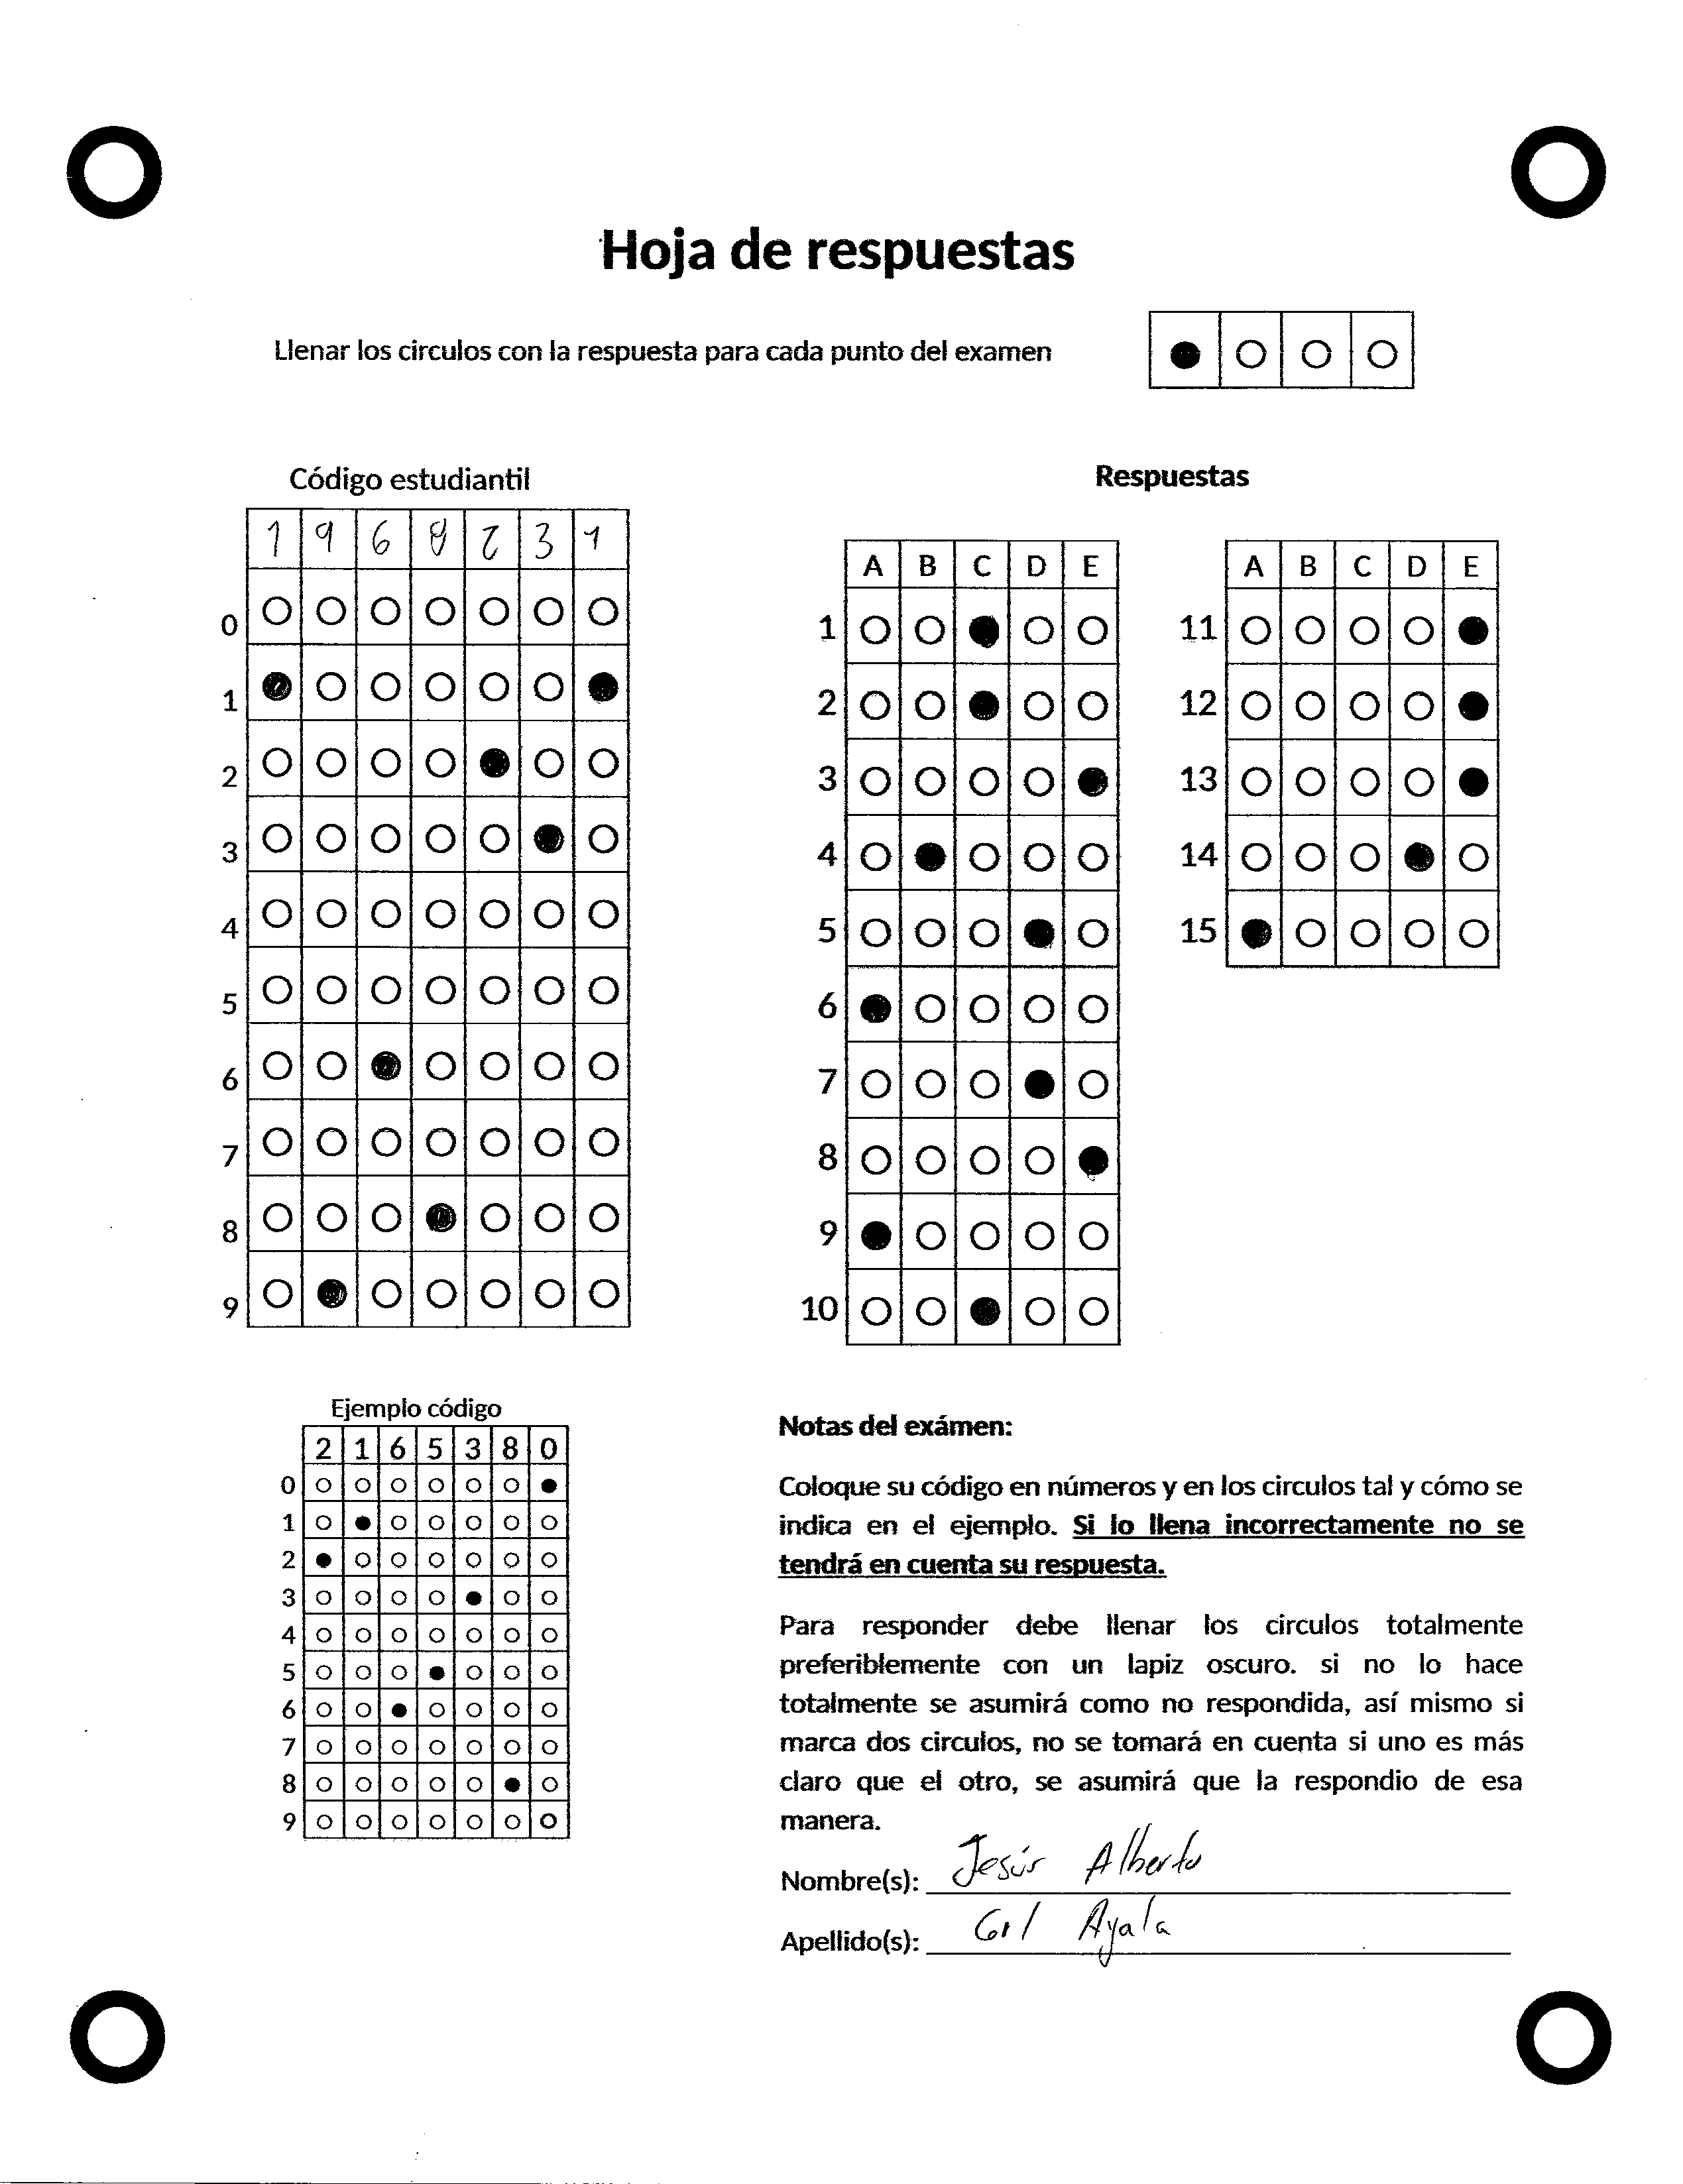 Hoja de respuestas
Llenar los circulos con la respuesta para cada punto del examen
Código estudiantil
1 9 6 8 2 3 1
0
1
2
3
4
5
6
7
8
9
Respuestas
A B C D E
1
2
3
4
5
6
7
8
9
10
A B C D E
11
12
13
14
15
Ejemplo código
2 1 6 5 3 8 0
0
1
2
3
4
5
6
7
8
9
Notas del exámen:
Coloque su código en números y en los circulos tal y cómo se
indica en el ejemplo. Si lo llena incorrectamente no se
tendrá en cuenta su respuesta.
Para responder debe llenar los circulos totalmente
preferiblemente con un lapiz oscuro. si no lo hace
totalmente se asumirá como no respondida, así mismo si
marca dos circulos, no se tomará en cuenta si uno es más
claro que el otro, se asumirá que la respondio de esa
manera.
Nombre(s): Jesús Alberto
Apellido(s): Gil Ayala